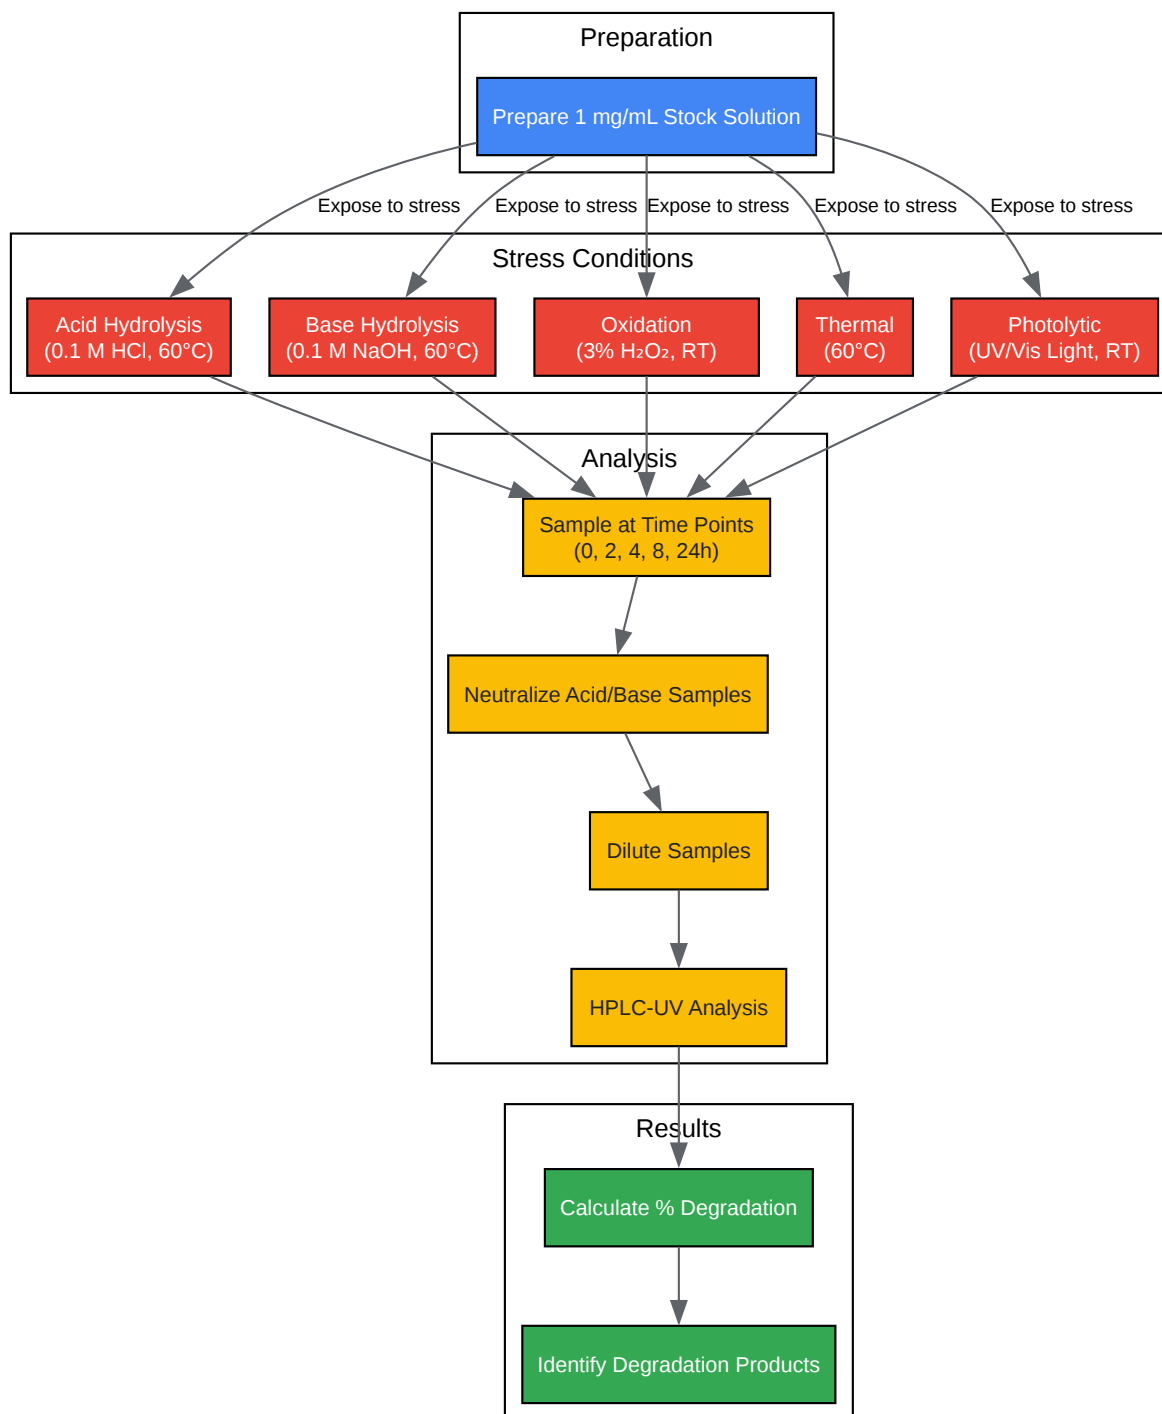 Preparation
Prepare 1 mg/mL Stock Solution
Expose to stress
Expose to stress
Expose to stress
Expose to stress
Expose to stress
Stress Conditions
Acid Hydrolysis
(0.1 M HCl, 60°C)
Base Hydrolysis
(0.1 M NaOH, 60°C)
Oxidation
(3% H₂O₂, RT)
Thermal
(60°C)
Photolytic
(UV/Vis Light, RT)
Analysis
Sample at Time Points
(0, 2, 4, 8, 24h)
Neutralize Acid/Base Samples
Dilute Samples
HPLC-UV Analysis
Results
Calculate % Degradation
Identify Degradation Products